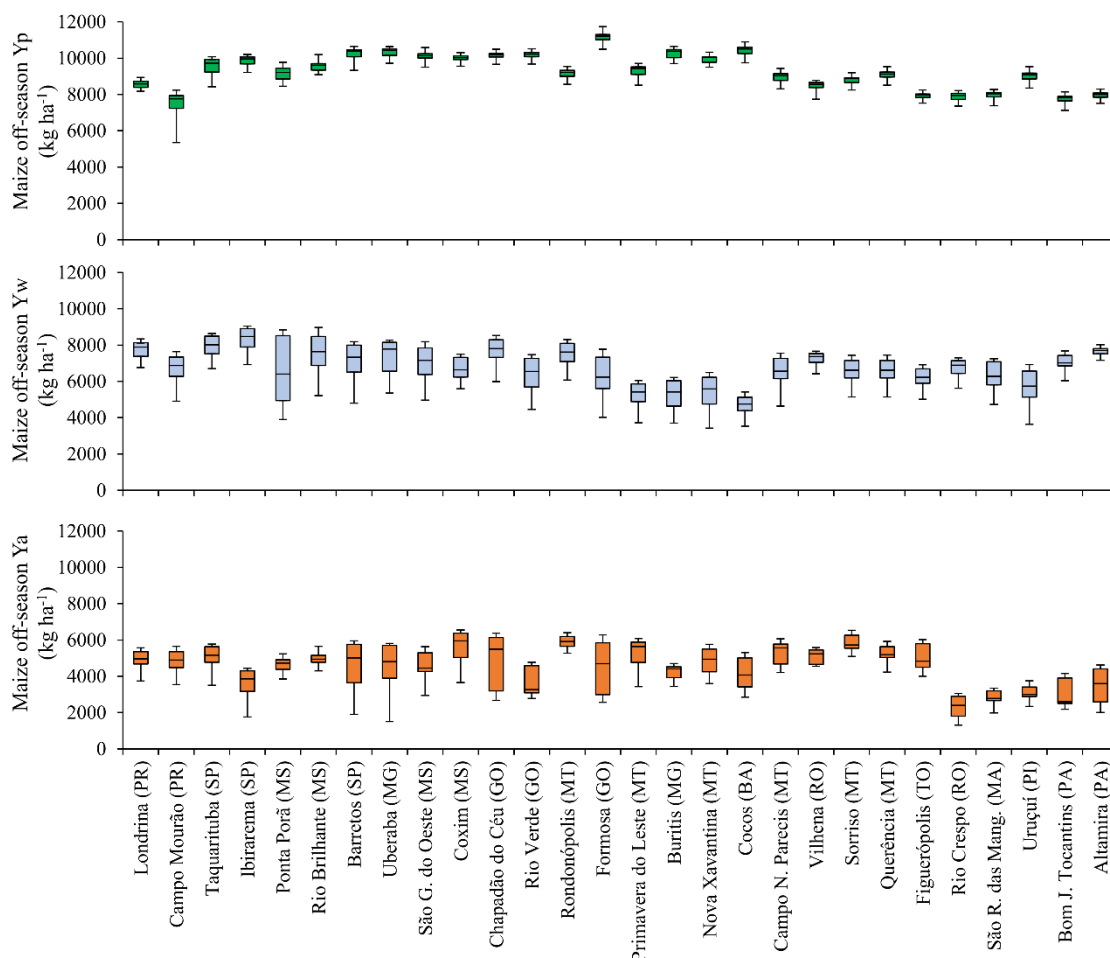 Maize off-season Yp
(kg ha-1)
12000
10000
8000
6000
4000
2000
0
Maize off-season Yw
(kg ha-1)
12000
10000
8000
6000
4000
2000
0
Maize off-season Ya
(kg ha-1)
12000
10000
8000
6000
4000
2000
0
Londrina (PR)
Campo Mourão (PR)
Taquarituba (SP)
Ibirarema (SP)
Ponta Porã (MS)
Rio Brilhante (MS)
Barretos (SP)
Uberaba (MG)
São G. do Oeste (MS)
Coxim (MS)
Chapadão do Céu (GO)
Rio Verde (GO)
Rondonópolis (MT)
Formosa (GO)
Primavera do Leste (MT)
Buritis (MG)
Nova Xavantina (MT)
Cocos (BA)
Campo N. Parecis (MT)
Vilhena (RO)
Sorriso (MT)
Querência (MT)
Figuerópolis (TO)
Rio Crespo (RO)
São R. das Mang. (MA)
Uruçuí (PI)
Bom J. Tocantins (PA)
Altamira (PA)